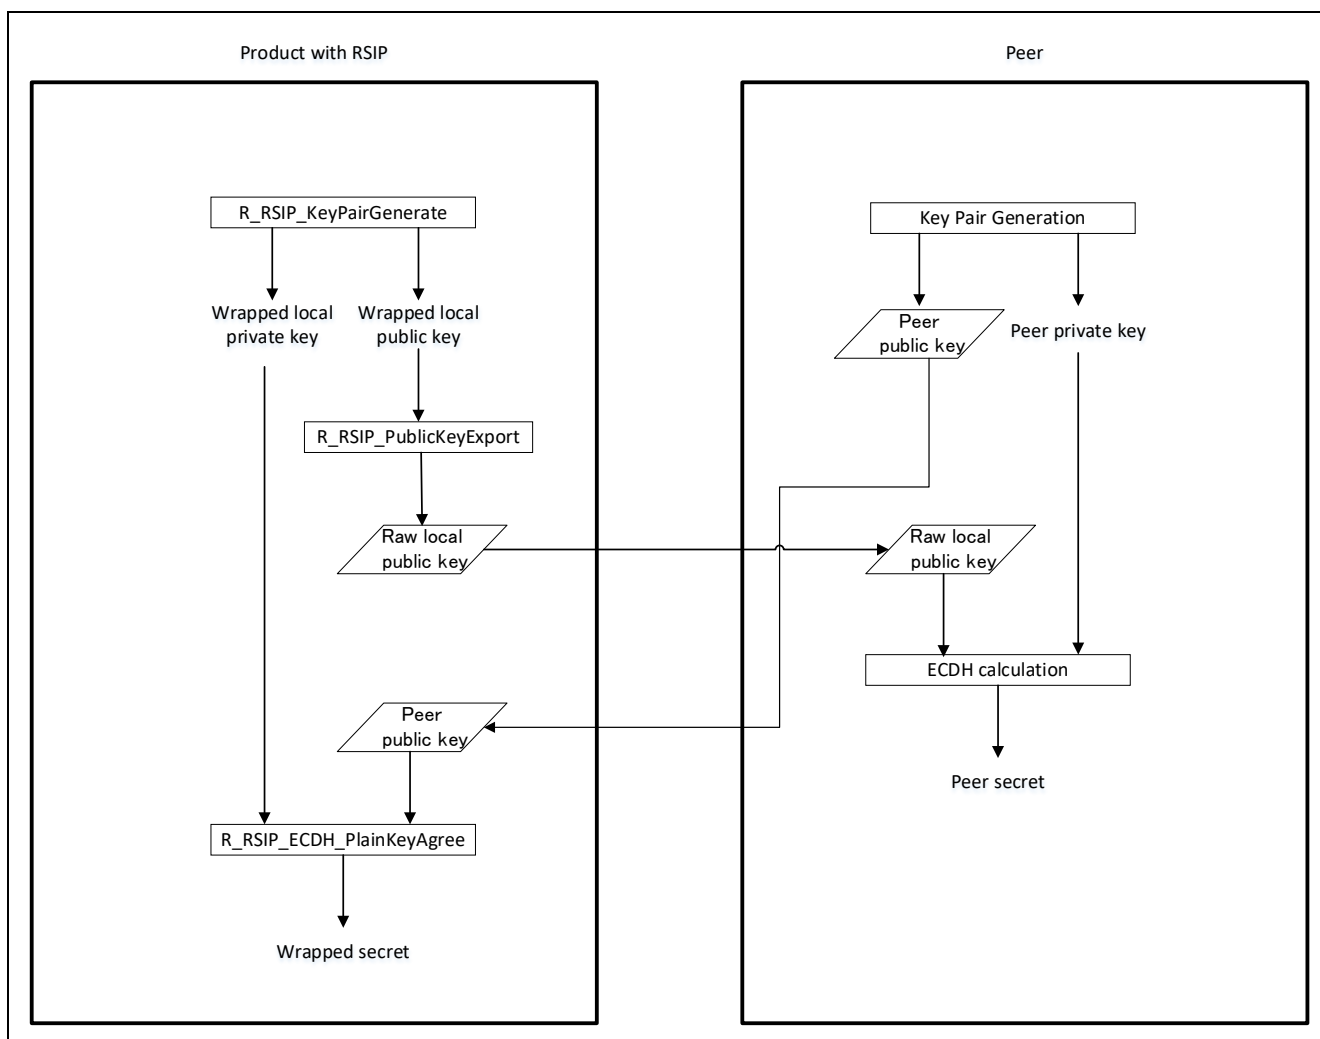 Product with RSIP
Peer
R_RSIP_KeyPairGenerate
Wrapped local
private key
Wrapped local
public key
R_RSIP_PublicKeyExport
Raw local
public key
Peer
public key
R_RSIP_ECDH_PlainKeyAgree
Wrapped secret
Key Pair Generation
Peer
public key
Peer private key
Raw local
public key
ECDH calculation
Peer secret